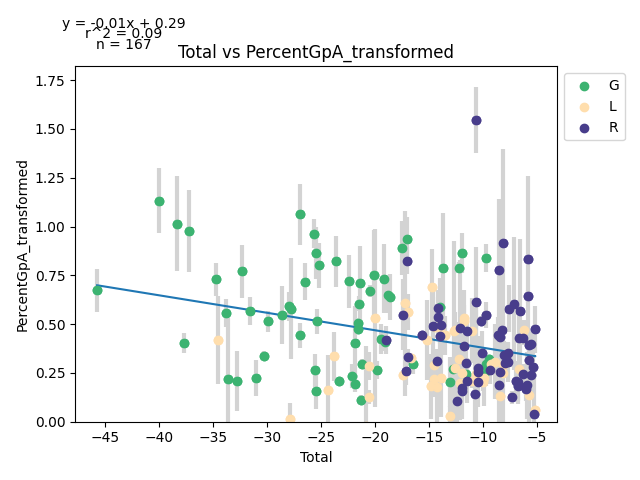 y = -0.01x + 0.29
r^2 = 0.09
n = 167
Total vs PercentGpA_transformed
1.75
1.50
1.25
1.00
0.75
0.50
0.25
0.00
PercentGpA_transformed
−45
−40
−35
−30
−25
−20
−15
−10
−5
Total
G
L
R